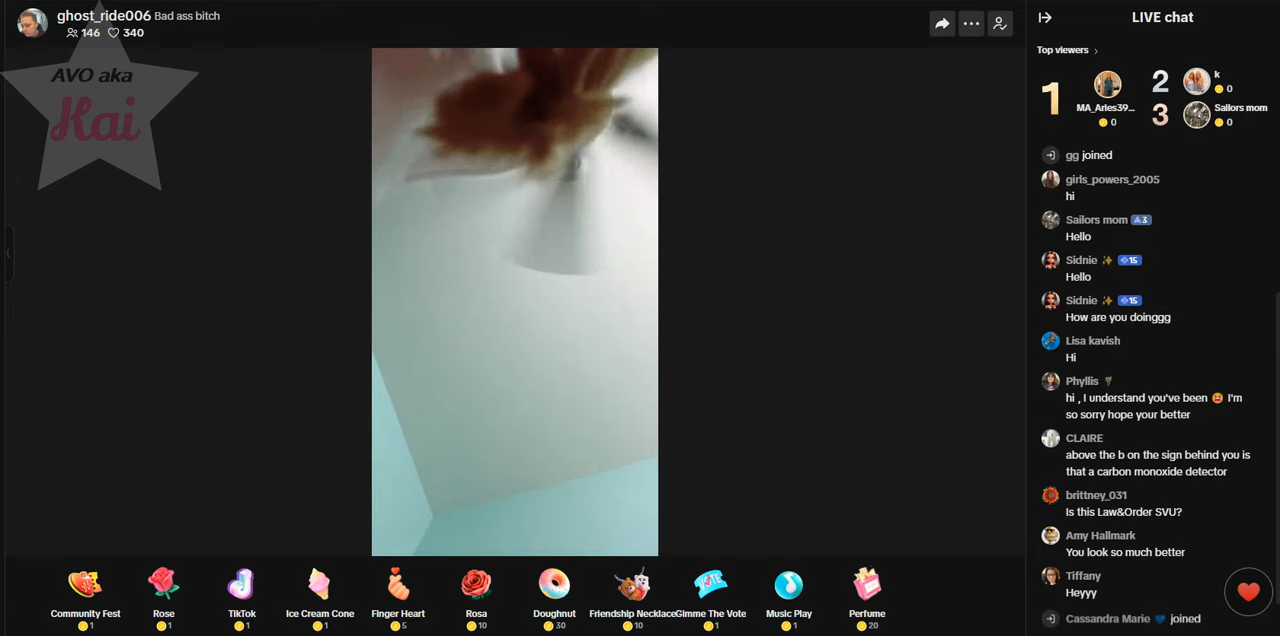 ghost_ride006 Bad ass bitch
146 340
AVO aka
Kai
LIVE chat
Top viewers
1
MA_Aries39...
0
2
k
0
3
Sailors mom
0
gg joined
girls_powers_2005
hi
Sailors mom 3
Hello
Sidnie 15
Hello
Sidnie 15
How are you doinggg
Lisa kavish
Hi
Phyllis
hi , I understand you've been I'm
so sorry hope your better
CLAIRE
above the b on the sign behind you is
that a carbon monoxide detector
brittney_031
Is this Law&Order SVU?
Amy Hallmark
You look so much better
Tiffany
Heyyy
Cassandra Marie joined
VOTE
Community Fest Rose TikTok Ice Cream Cone Finger Heart Rosa Doughnut Friendship Necklace Gimme The Vote Music Play Perfume
1 1 1 1 5 10 30 10 1 1 20